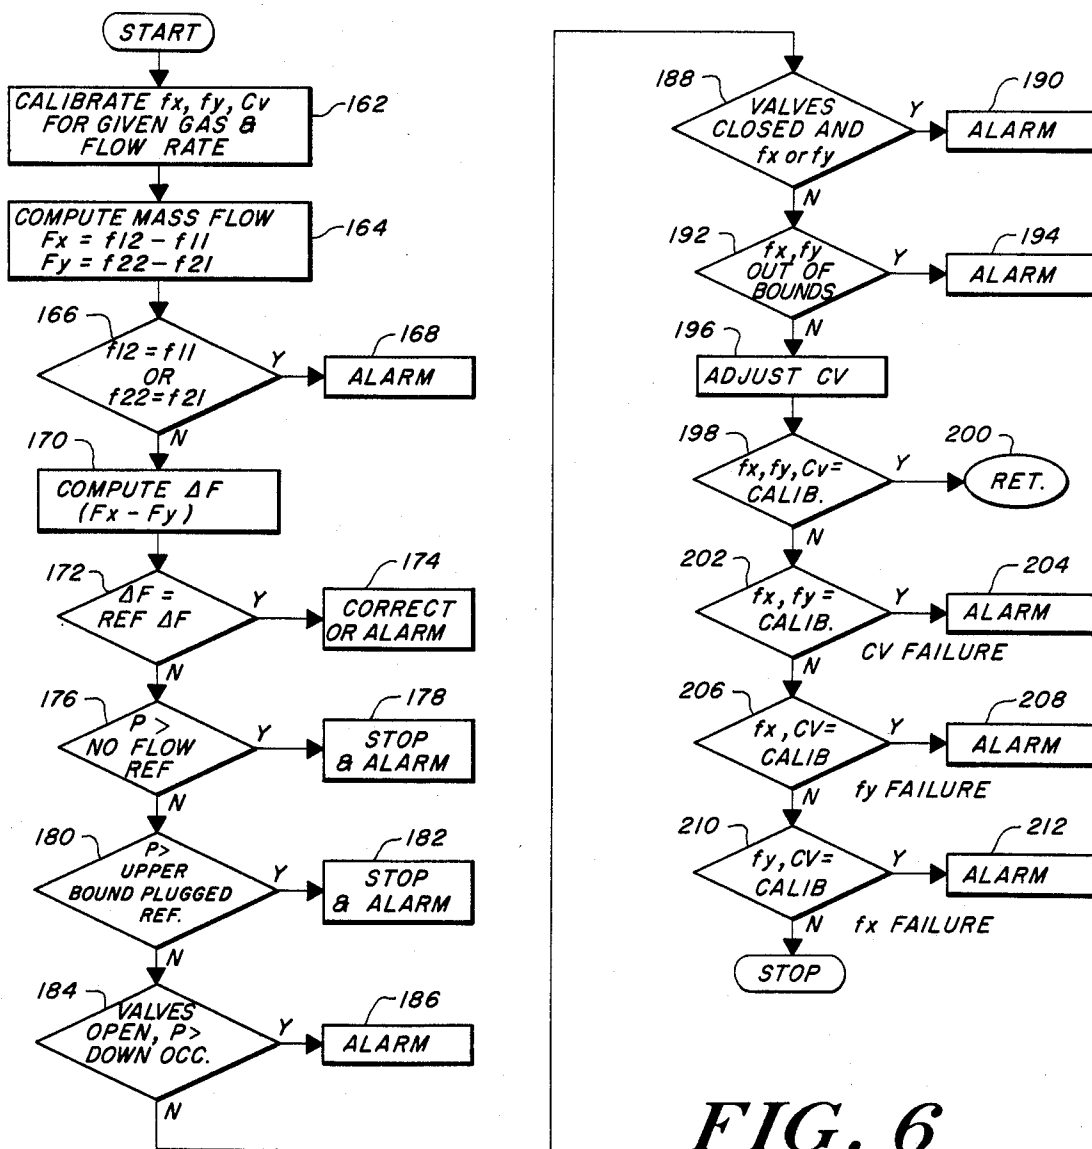 START
CALIBRATE fx, fy, Cv
FOR GIVEN GAS &
FLOW RATE
162
COMPUTE MASS FLOW
Fx = f12 - f11
Fy = f22 - f21
164
166
f12 = f11
OR
f22 = f21
Y
168
ALARM
N
170
COMPUTE ΔF
(Fx - Fy)
172
ΔF =
REF ΔF
Y
174
CORRECT
OR ALARM
N
176
P >
NO FLOW
REF
Y
178
STOP
& ALARM
N
180
P>
UPPER
BOUND PLUGGED
REF.
Y
182
STOP
& ALARM
N
184
VALVES
OPEN, P>
DOWN OCC.
Y
186
ALARM
N
188
VALVES
CLOSED AND
fx or fy
Y
190
ALARM
N
192
fx, fy
OUT OF
BOUNDS
Y
194
ALARM
N
196
ADJUST CV
198
fx, fy, Cv=
CALIB.
Y
200
RET.
N
202
fx, fy =
CALIB.
Y
204
ALARM
CV FAILURE
N
206
fx, CV=
CALIB
Y
208
ALARM
fy FAILURE
N
210
fy, CV=
CALIB
Y
212
ALARM
fx FAILURE
N
STOP
FIG. 6